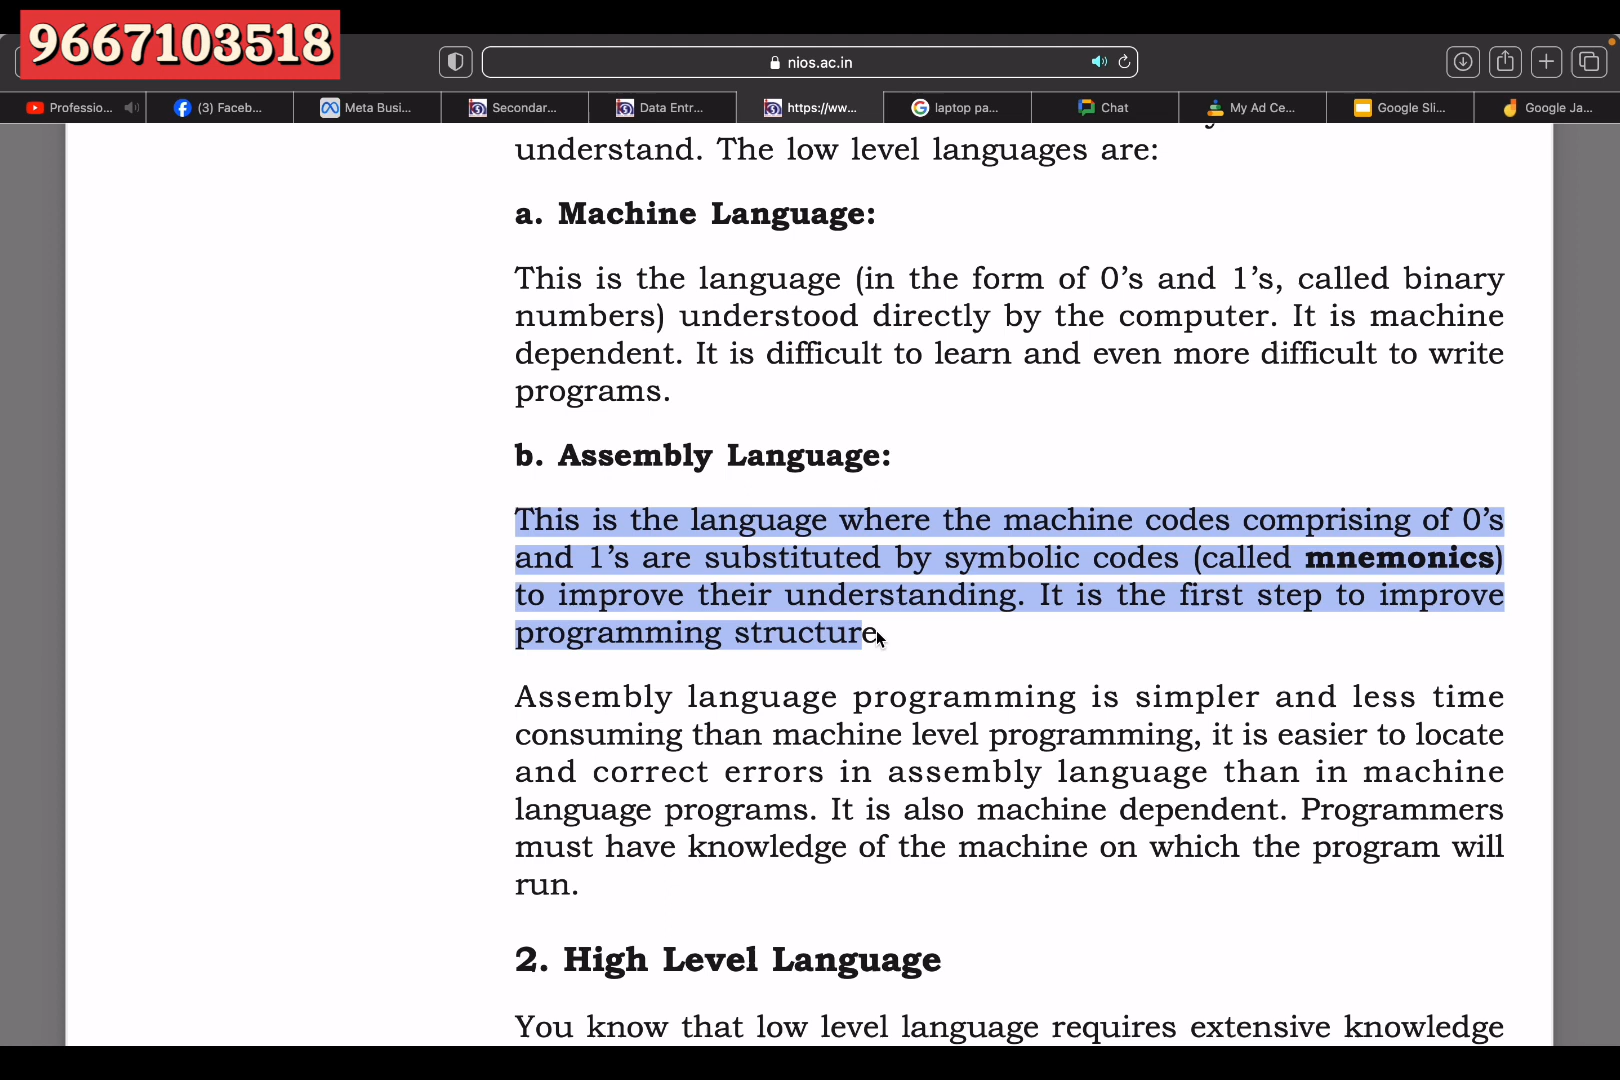 9667103518
nios.ac.in
Professio...
(3) Faceb...
Meta Busi...
Secondar...
Data Entr...
https://ww...
laptop pa...
Chat
My Ad Ce...
Google Sli...
Google Ja...
understand. The low level languages are:
a. Machine Language:
This is the language (in the form of 0’s and 1’s, called binary
numbers) understood directly by the computer. It is machine
dependent. It is difficult to learn and even more difficult to write
programs.
b. Assembly Language:
This is the language where the machine codes comprising of 0’s
and 1’s are substituted by symbolic codes (called mnemonics)
to improve their understanding. It is the first step to improve
programming structure.
Assembly language programming is simpler and less time
consuming than machine level programming, it is easier to locate
and correct errors in assembly language than in machine
language programs. It is also machine dependent. Programmers
must have knowledge of the machine on which the program will
run.
2. High Level Language
You know that low level language requires extensive knowledge